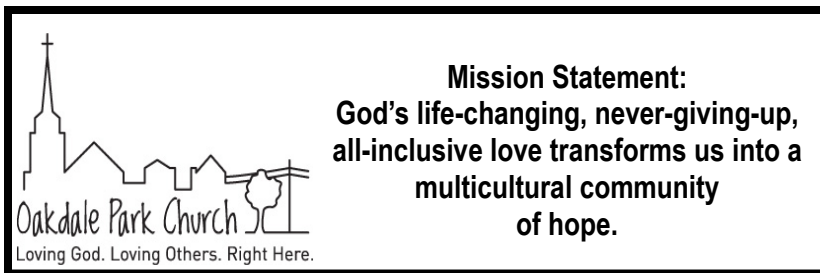 Oakdale Park Church
Loving God. Loving Others. Right Here.
Mission Statement:
God’s life-changing, never-giving-up,
all-inclusive love transforms us into a
multicultural community
of hope.